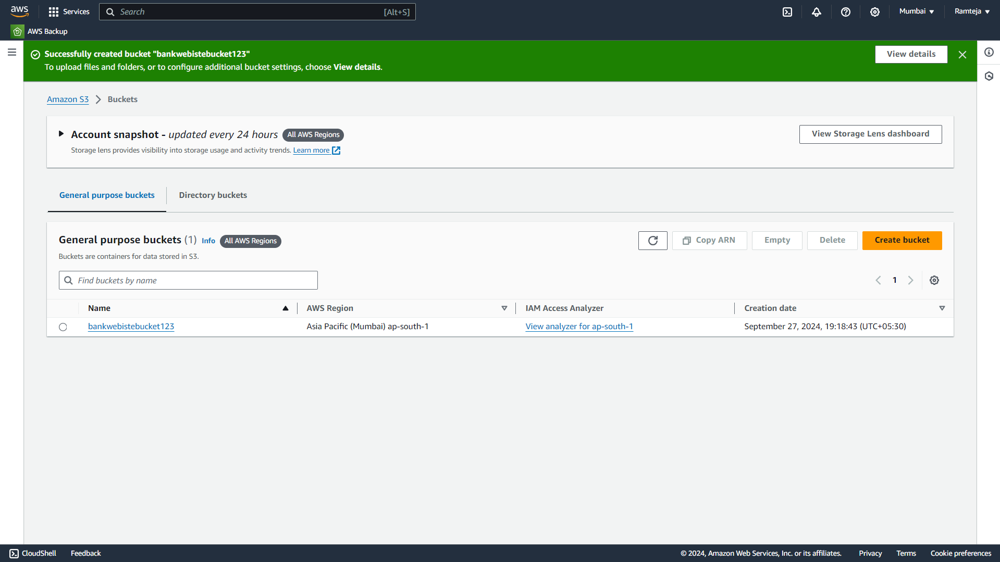 aws
Services
Search
[Alt+S]
Mumbai ▼
Ramteja ▼
AWS Backup
Successfully created bucket "bankwebistebucket123"
To upload files and folders, or to configure additional bucket settings, choose View details.
View details
Amazon S3
Buckets
Account snapshot - updated every 24 hours
All AWS Regions
Storage lens provides visibility into storage usage and activity trends. Learn more
View Storage Lens dashboard
General purpose buckets
Directory buckets
General purpose buckets (1) Info
All AWS Regions
Buckets are containers for data stored in S3.
Copy ARN
Empty
Delete
Create bucket
Find buckets by name
1
Name
AWS Region
IAM Access Analyzer
Creation date
bankwebistebucket123
Asia Pacific (Mumbai) ap-south-1
View analyzer for ap-south-1
September 27, 2024, 19:18:43 (UTC+05:30)
CloudShell
Feedback
© 2024, Amazon Web Services, Inc. or its affiliates.
Privacy
Terms
Cookie preferences